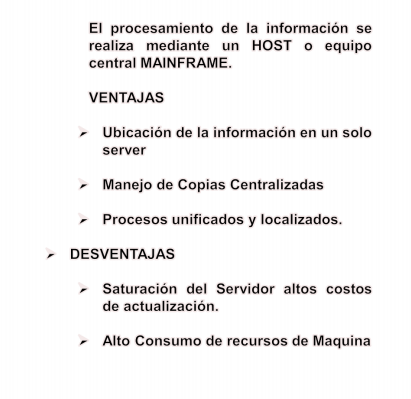 El procesamiento de la información se
realiza mediante un HOST o equipo
central MAINFRAME.
VENTAJAS
Ubicación de la información en un solo
server
Manejo de Copias Centralizadas
Procesos unificados y localizados.
DESVENTAJAS
Saturación del Servidor altos costos
de actualización.
Alto Consumo de recursos de Maquina